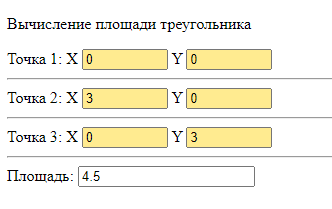 Вычисление площади треугольника
Точка 1: X 0 Y 0
Точка 2: X 3 Y 0
Точка 3: X 0 Y 3
Площадь: 4.5